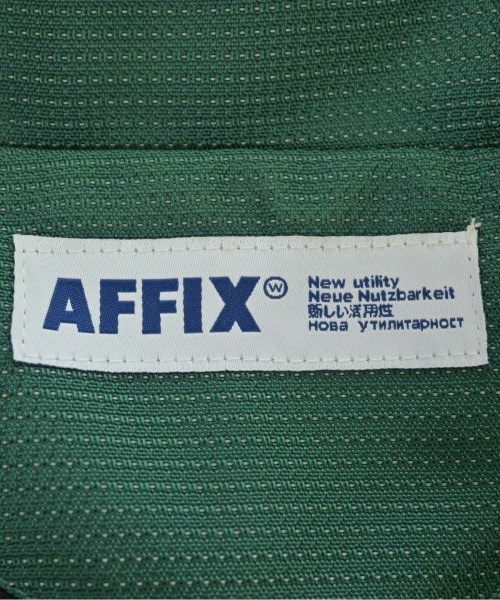 AFFIX Ⓦ
New utility
Neue Nutzbarkeit
新しい活用性
Нова утилитарност